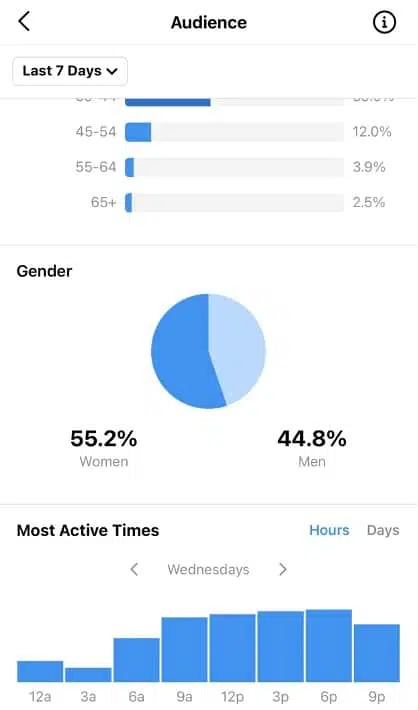 Audience
Last 7 Days
45-54 12.0%
55-64 3.9%
65+ 2.5%
Gender
55.2% 44.8%
Women Men
Most Active Times Hours Days
Wednesdays
12a 3a 6a 9a 12p 3p 6p 9p